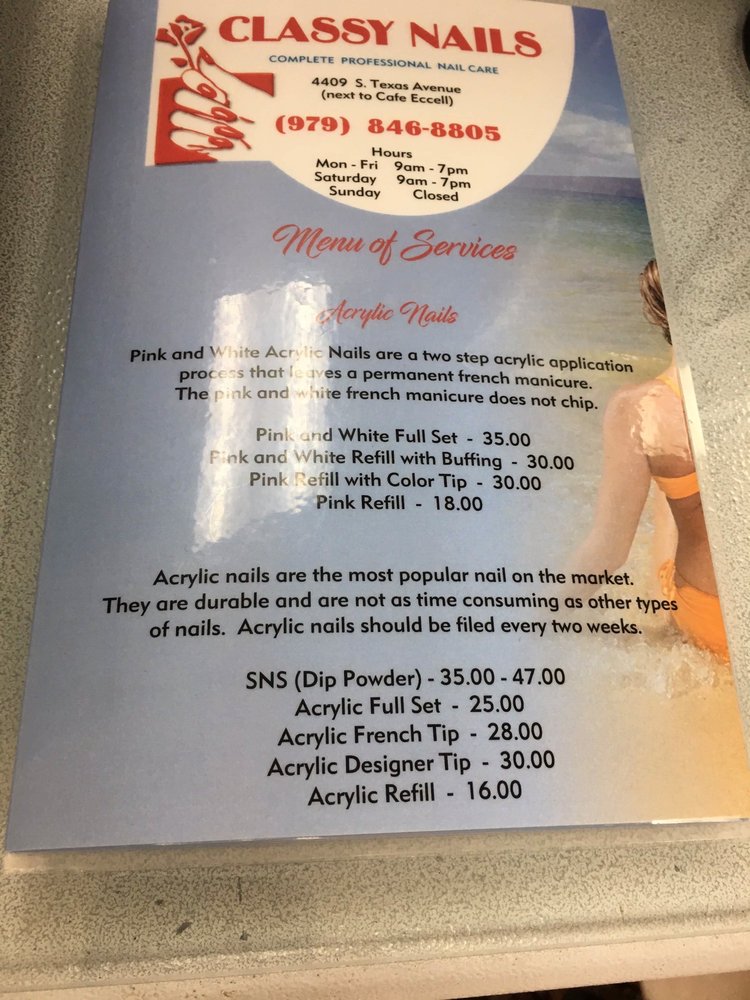 CLASSY NAILS
COMPLETE PROFESSIONAL NAIL CARE
4409 S. Texas Avenue
(next to Cafe Eccell)
(979) 846-8805
Hours
Mon - Fri 9am - 7pm
Saturday 9am - 7pm
Sunday Closed
Menu of Services
Acrylic Nails
Pink and White Acrylic Nails are a two step acrylic application
process that leaves a permanent french manicure.
The pink and white french manicure does not chip.
Pink and White Full Set - 35.00
Pink and White Refill with Buffing - 30.00
Pink Refill with Color Tip - 30.00
Pink Refill - 18.00
Acrylic nails are the most popular nail on the market.
They are durable and are not as time consuming as other types
of nails. Acrylic nails should be filed every two weeks.
SNS (Dip Powder) - 35.00 - 47.00
Acrylic Full Set - 25.00
Acrylic French Tip - 28.00
Acrylic Designer Tip - 30.00
Acrylic Refill - 16.00